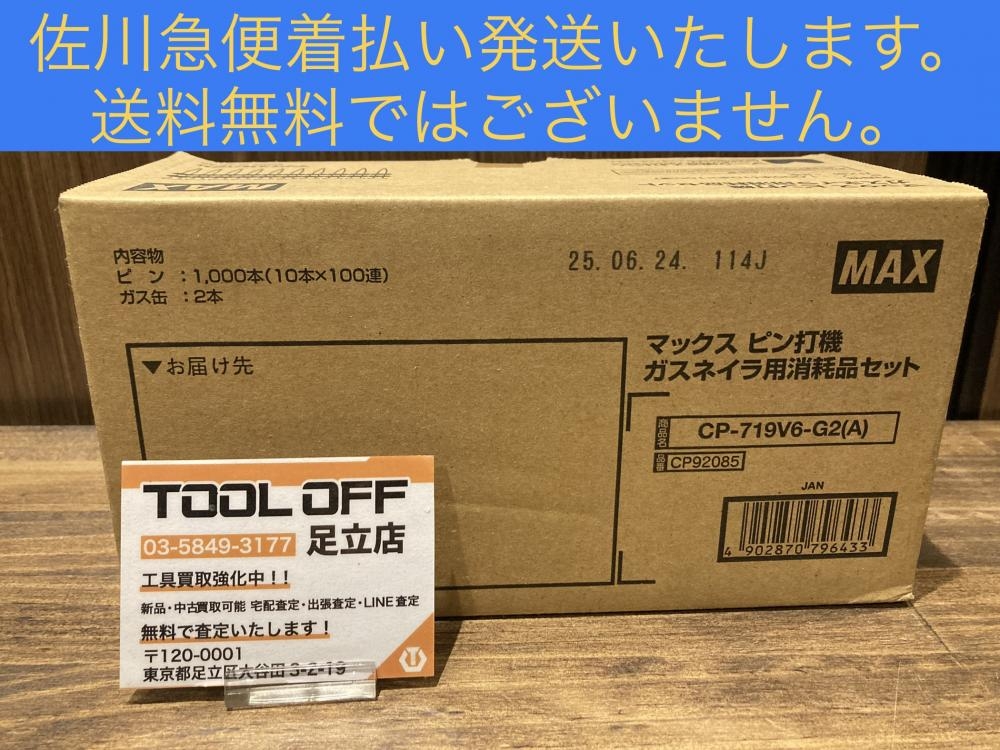 佐川急便着払い発送いたします。
送料無料ではございません。
MAX
内容物
ピン ：1,000本(10本×100連)
ガス缶 ：2本
25.06.24. 114J
MAX
▼お届け先
マックス ピン打機
ガスネイラ用消耗品セット
商品名 CP-719V6-G2(A)
品番 CP92085
JAN
4 902870 796433
TOOL OFF
03-5849-3177 足立店
工具買取強化中！！
新品・中古買取可能 宅配査定・出張査定・LINE査定
無料で査定いたします！
〒120-0001
東京都足立区大谷田3-2-19